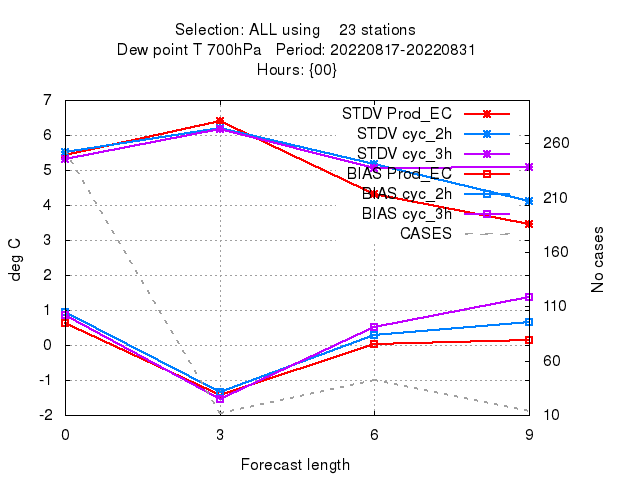 Selection: ALL using    23 stations
Dew point T 700hPa   Period: 20220817-20220831
Hours: {00}
7
6
5
4
3
2
1
0
-1
-2
deg C
STDV Prod_EC
STDV cyc_2h
STDV cyc_3h
BIAS Prod_EC
BIAS cyc_2h
BIAS cyc_3h
CASES
260
210
160
110
60
10
No cases
0 3 6 9
Forecast length